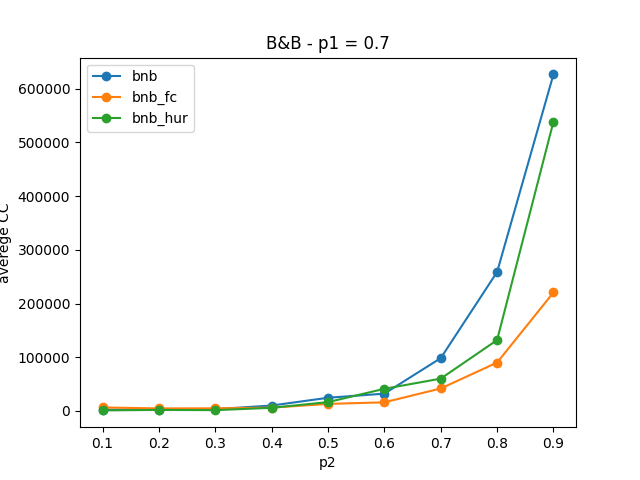 B&B - p1 = 0.7
bnb
bnb_fc
bnb_hur
600000
500000
400000
300000
200000
100000
0
averege CC
0.1 0.2 0.3 0.4 0.5 0.6 0.7 0.8 0.9
p2